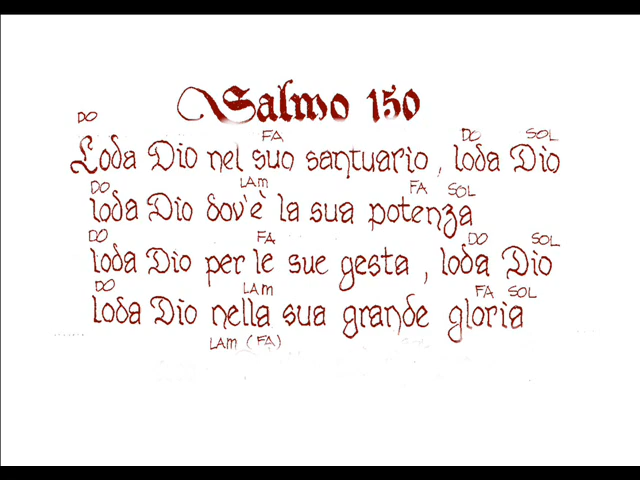 Salmo 150
DO
FA DO SOL
Loda Dio nel suo santuario, loda Dio
DO LAm FA SOL
loda Dio dov'è la sua potenza
DO FA DO SOL
loda Dio per le sue gesta, loda Dio
DO LAm FA SOL
loda Dio nella sua grande gloria
LAm (FA)